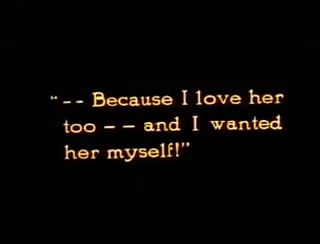 “-- Because I love her
too -- and I wanted
her myself!”